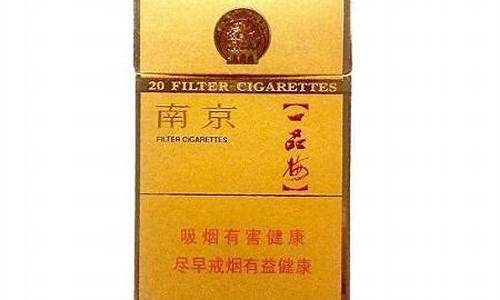 20 FILTER CIGARETTES
南京
FILTER CIGARETTES
【一品梅】
吸烟有害健康
尽早戒烟有益健康